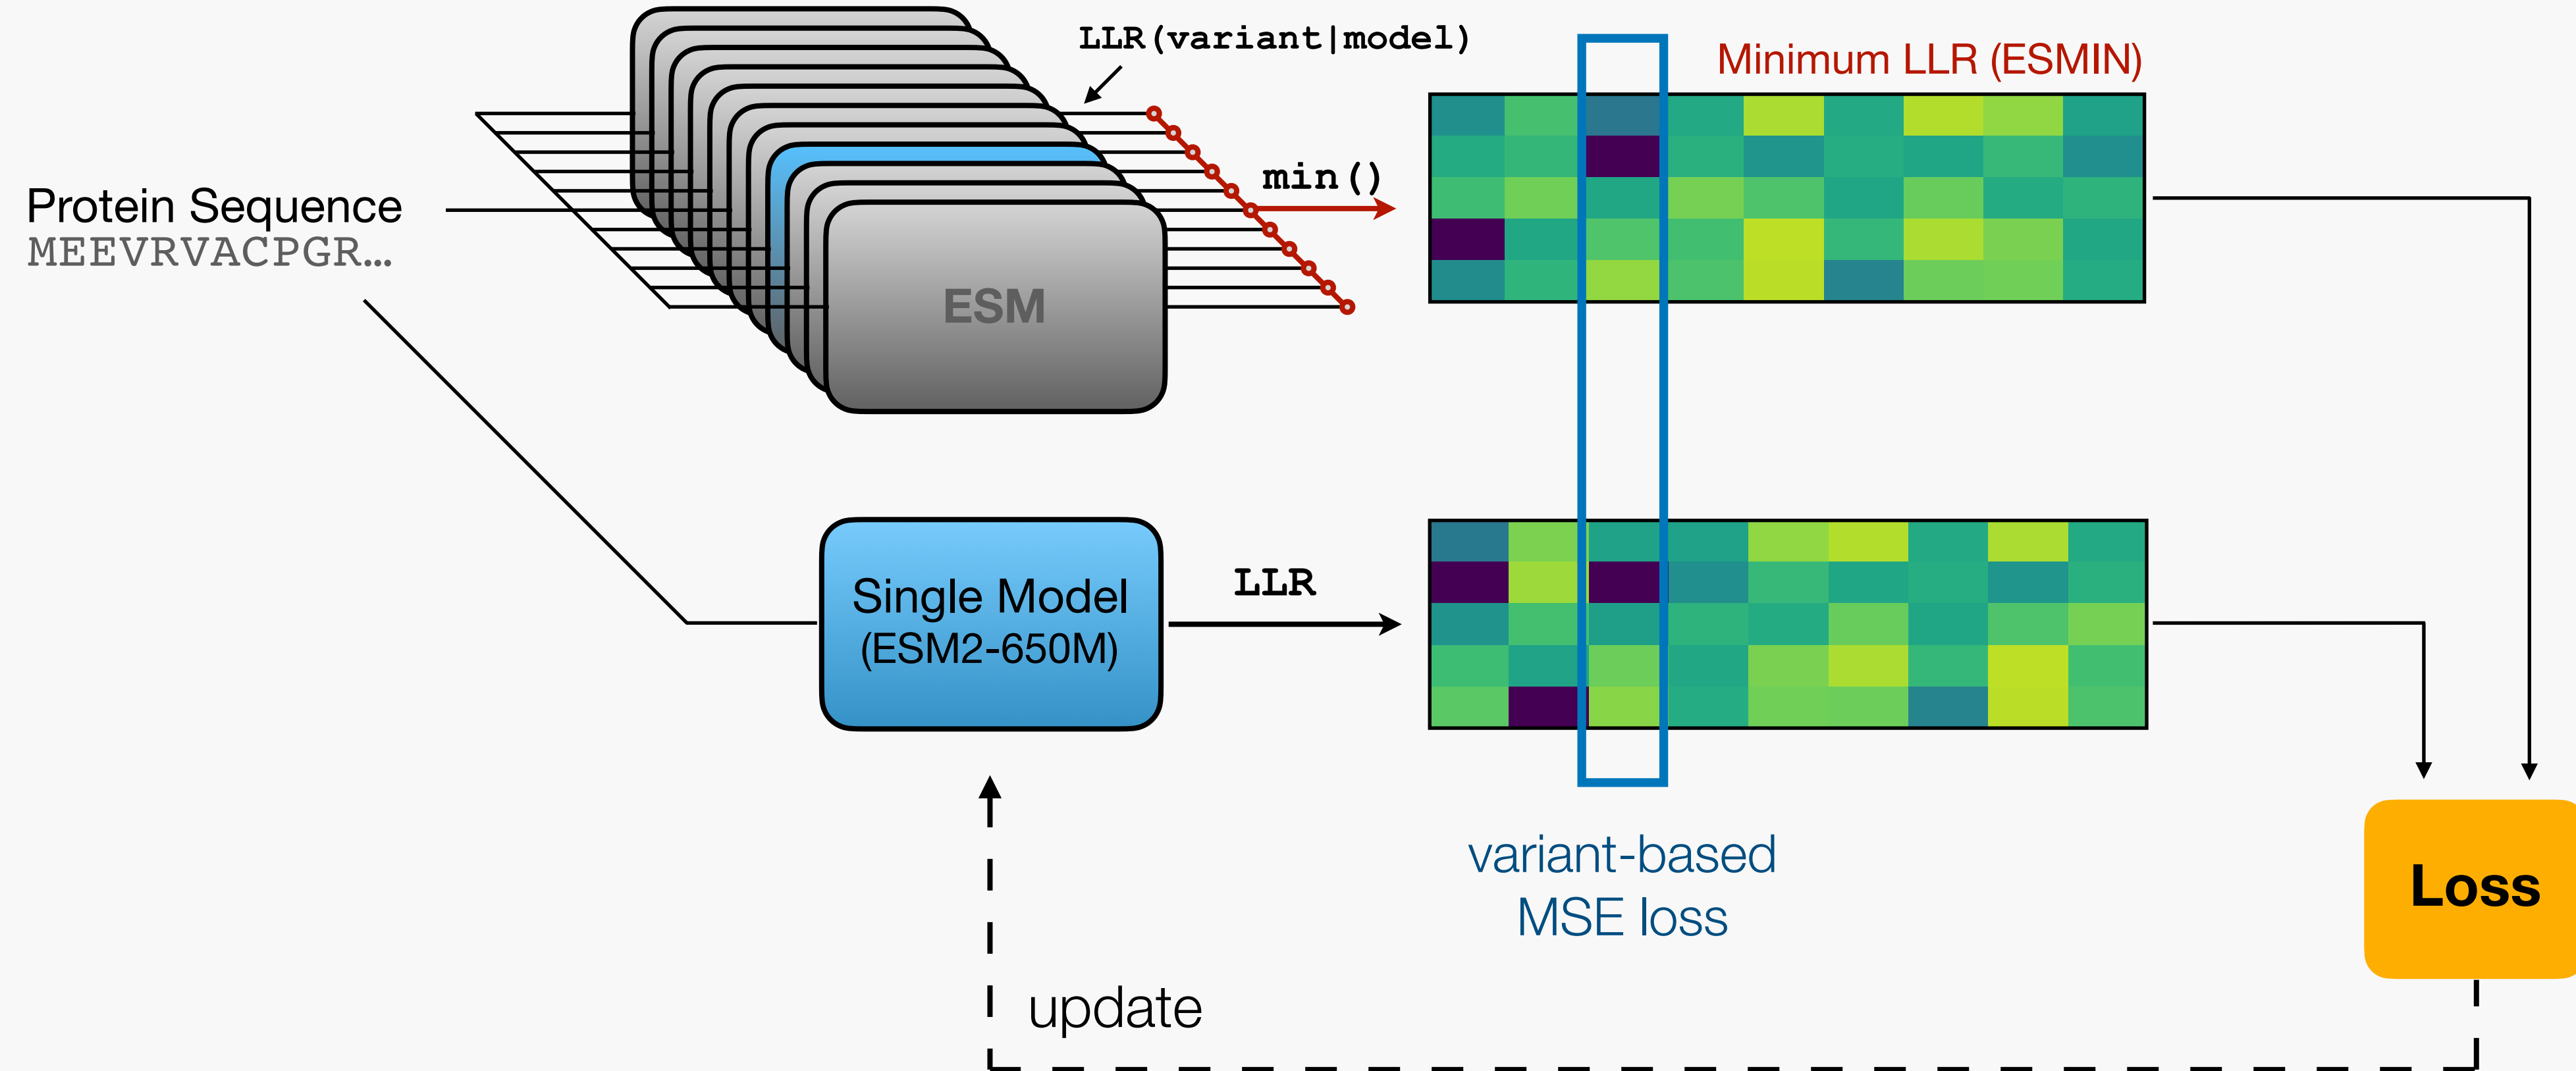 LLR(variant|model)
Minimum LLR (ESMIN)
min()
Protein Sequence
MEEVRVACPGR...
ESM
Single Model
(ESM2-650M)
LLR
variant-based
MSE loss
Loss
update